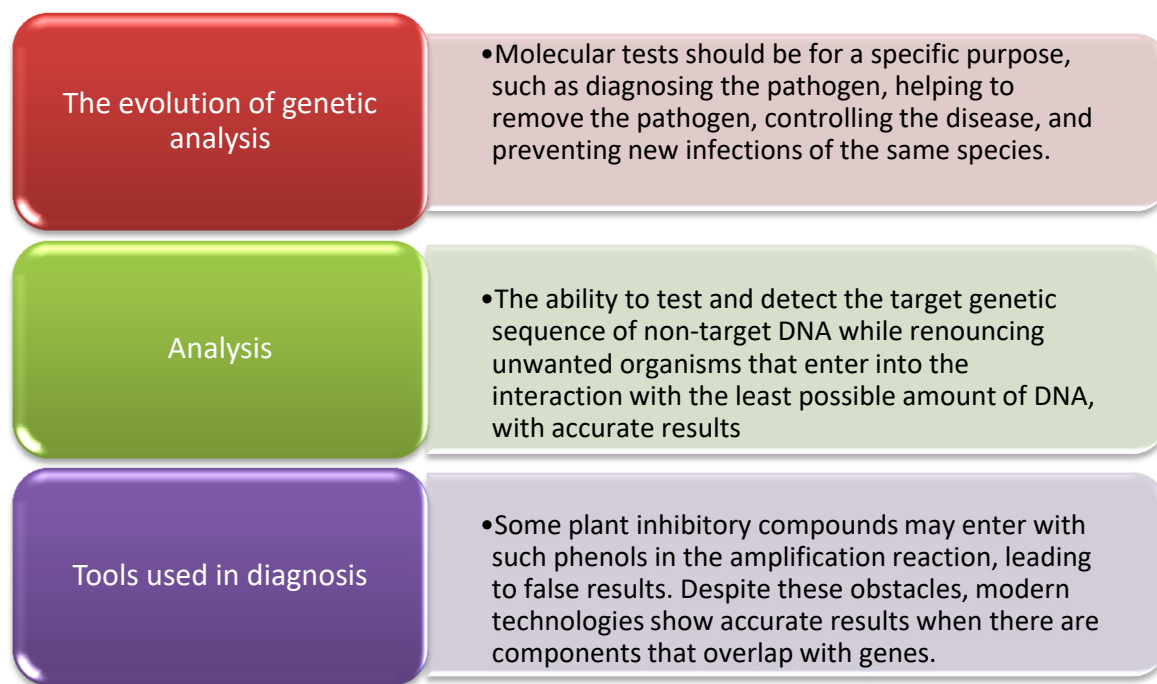 The evolution of genetic
analysis
•Molecular tests should be for a specific purpose,
such as diagnosing the pathogen, helping to
remove the pathogen, controlling the disease, and
preventing new infections of the same species.
Analysis
•The ability to test and detect the target genetic
sequence of non-target DNA while renouncing
unwanted organisms that enter into the
interaction with the least possible amount of DNA,
with accurate results
Tools used in diagnosis
•Some plant inhibitory compounds may enter with
such phenols in the amplification reaction, leading
to false results. Despite these obstacles, modern
technologies show accurate results when there are
components that overlap with genes.